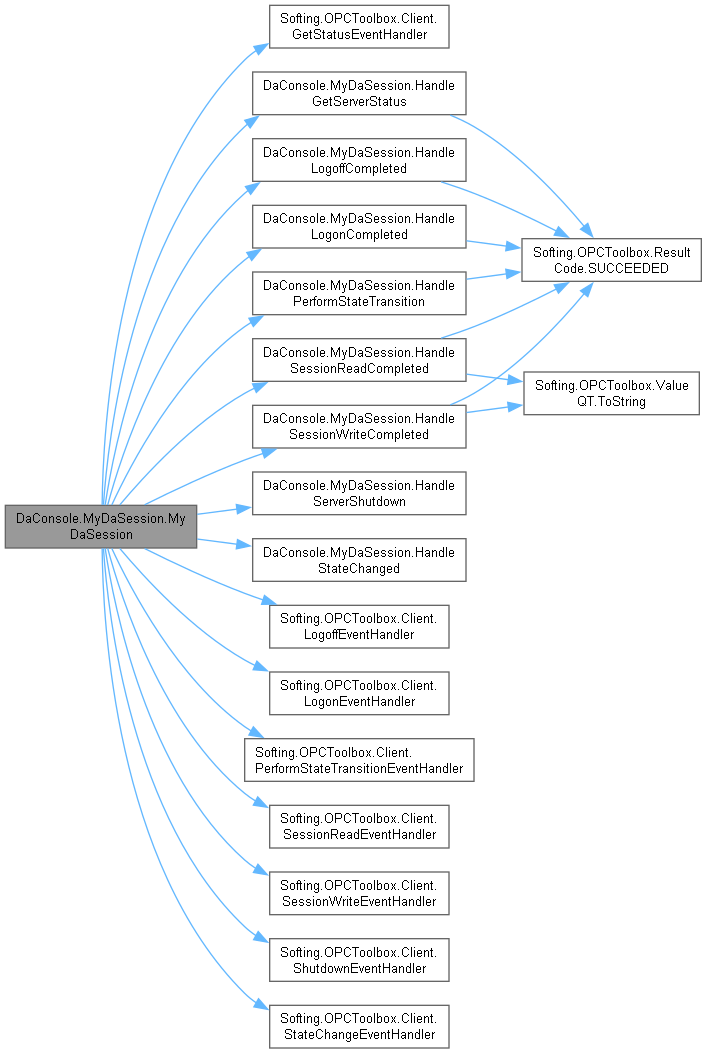 Softing.OPCToolbox.Client.
GetStatusEventHandler
DaConsole.MyDaSession.Handle
GetServerStatus
DaConsole.MyDaSession.Handle
LogoffCompleted
DaConsole.MyDaSession.Handle
LogonCompleted
Softing.OPCToolbox.Result
Code.SUCCEEDED
DaConsole.MyDaSession.Handle
PerformStateTransition
DaConsole.MyDaSession.Handle
SessionReadCompleted
Softing.OPCToolbox.Value
QT.ToString
DaConsole.MyDaSession.Handle
SessionWriteCompleted
DaConsole.MyDaSession.Handle
ServerShutdown
DaConsole.MyDaSession.My
DaSession
DaConsole.MyDaSession.Handle
StateChanged
Softing.OPCToolbox.Client.
LogoffEventHandler
Softing.OPCToolbox.Client.
LogonEventHandler
Softing.OPCToolbox.Client.
PerformStateTransitionEventHandler
Softing.OPCToolbox.Client.
SessionReadEventHandler
Softing.OPCToolbox.Client.
SessionWriteEventHandler
Softing.OPCToolbox.Client.
ShutdownEventHandler
Softing.OPCToolbox.Client.
StateChangeEventHandler